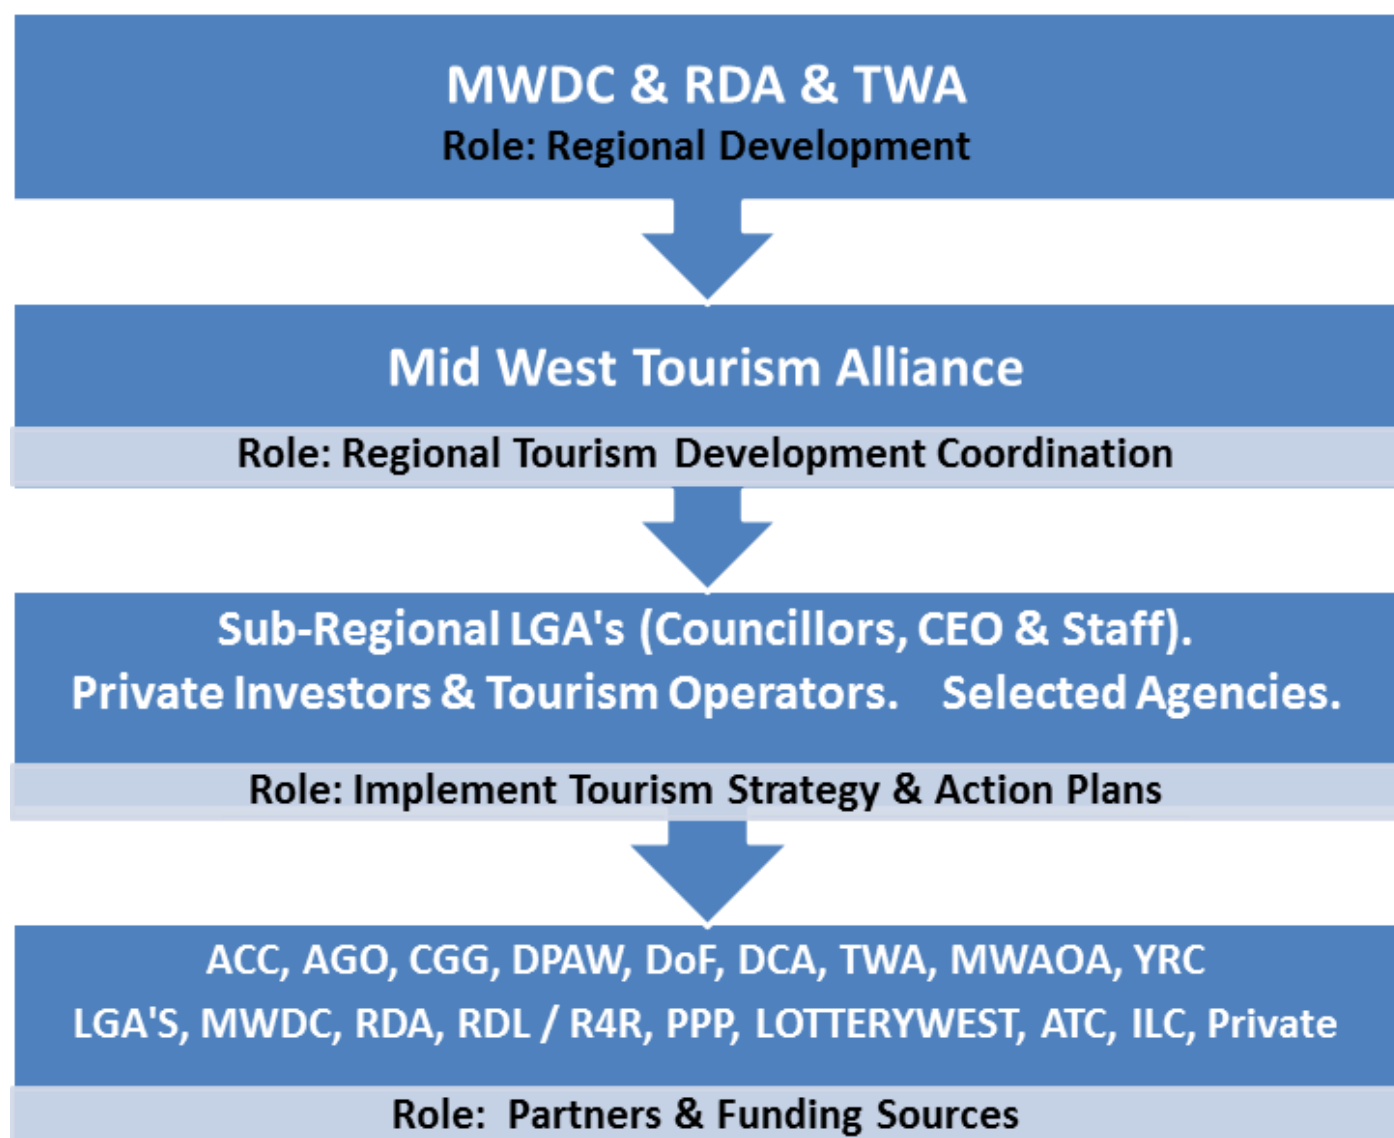 MWDC & RDA & TWA
Role: Regional Development
Mid West Tourism Alliance
Role: Regional Tourism Development Coordination
Sub-Regional LGA's (Councillors, CEO & Staff).
Private Investors & Tourism Operators. Selected Agencies.
Role: Implement Tourism Strategy & Action Plans
ACC, AGO, CGG, DPAW, DoF, DCA, TWA, MWAOA, YRC
LGA'S, MWDC, RDA, RDL / R4R, PPP, LOTTERYWEST, ATC, ILC, Private
Role: Partners & Funding Sources